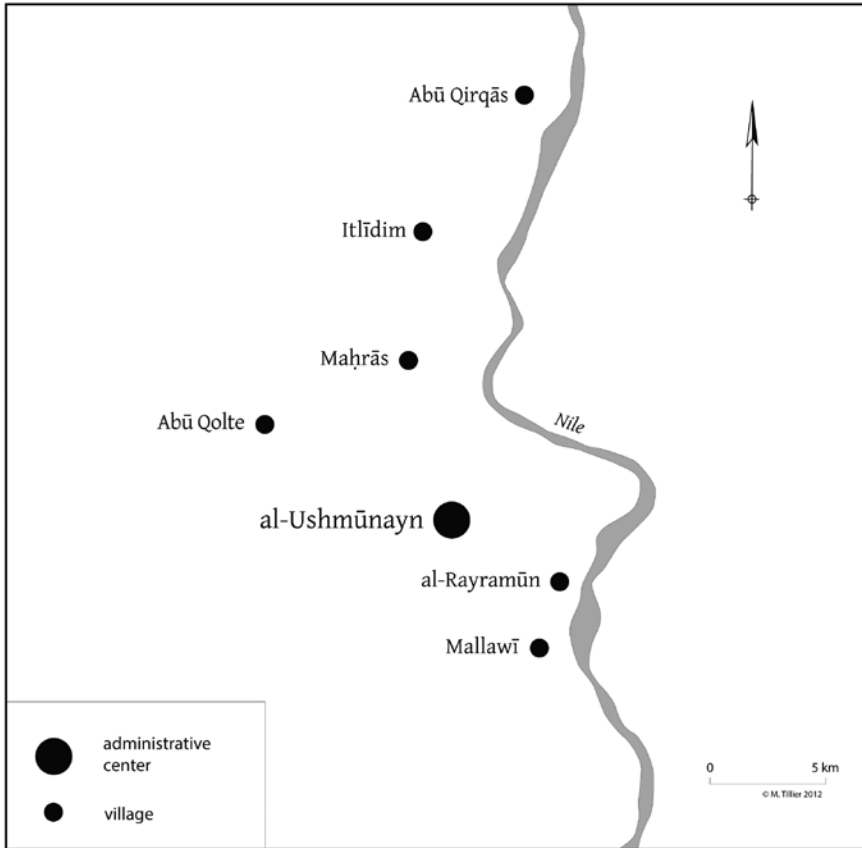 Abū Qirqās
Itlīdim
Maḥrās
Abū Qolte
Nile
al-Ushmūnayn
al-Rayramūn
Mallawī
administrative
center
village
0 5 km
© M. Tillier 2012